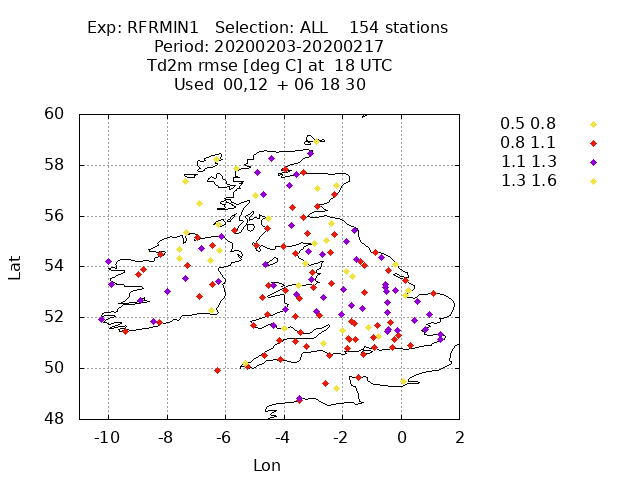 Exp: RFRMIN1 Selection: ALL 154 stations
Period: 20200203-20200217
Td2m rmse [deg C] at 18 UTC
Used 00,12 + 06 18 30
0.5 0.8
0.8 1.1
1.1 1.3
1.3 1.6
60
58
56
54
52
50
48
Lat
-10 -8 -6 -4 -2 0 2
Lon